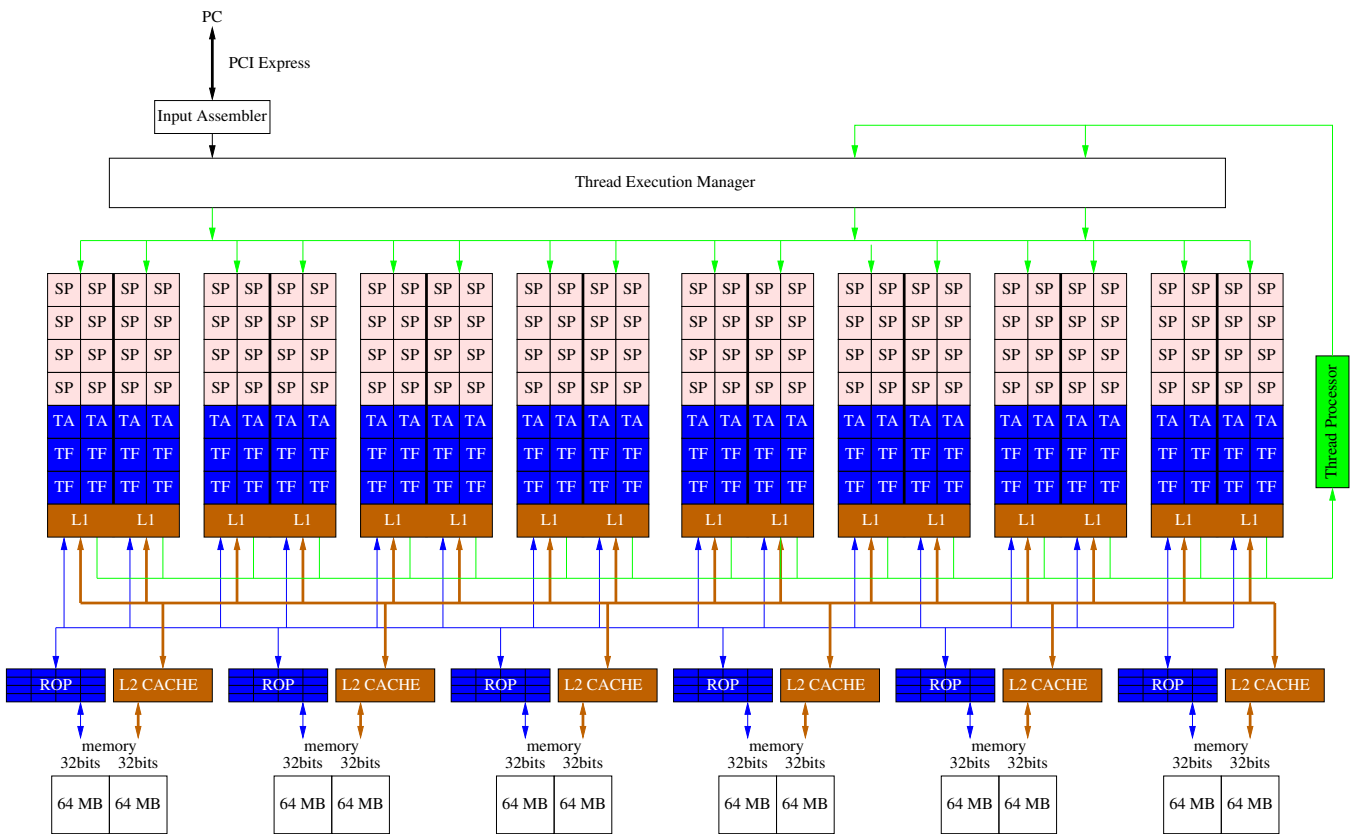 PC
PCI Express
Input Assembler
Thread Execution Manager
SP SP SP SP SP SP SP SP SP SP SP SP SP SP SP SP SP SP SP SP SP SP SP SP SP SP SP SP SP SP SP SP
SP SP SP SP SP SP SP SP SP SP SP SP SP SP SP SP SP SP SP SP SP SP SP SP SP SP SP SP SP SP SP SP
SP SP SP SP SP SP SP SP SP SP SP SP SP SP SP SP SP SP SP SP SP SP SP SP SP SP SP SP SP SP SP SP
SP SP SP SP SP SP SP SP SP SP SP SP SP SP SP SP SP SP SP SP SP SP SP SP SP SP SP SP SP SP SP SP
TA TA TA TA TA TA TA TA TA TA TA TA TA TA TA TA TA TA TA TA TA TA TA TA TA TA TA TA TA TA TA TA
TF TF TF TF TF TF TF TF TF TF TF TF TF TF TF TF TF TF TF TF TF TF TF TF TF TF TF TF TF TF TF TF
TF TF TF TF TF TF TF TF TF TF TF TF TF TF TF TF TF TF TF TF TF TF TF TF TF TF TF TF TF TF TF TF
L1 L1 L1 L1 L1 L1 L1 L1 L1 L1 L1 L1 L1 L1 L1 L1
Thread Processor
ROP L2 CACHE ROP L2 CACHE ROP L2 CACHE ROP L2 CACHE ROP L2 CACHE ROP L2 CACHE
memory memory memory memory memory memory
32bits 32bits 32bits 32bits 32bits 32bits 32bits 32bits 32bits 32bits 32bits 32bits
64 MB 64 MB 64 MB 64 MB 64 MB 64 MB 64 MB 64 MB 64 MB 64 MB 64 MB 64 MB